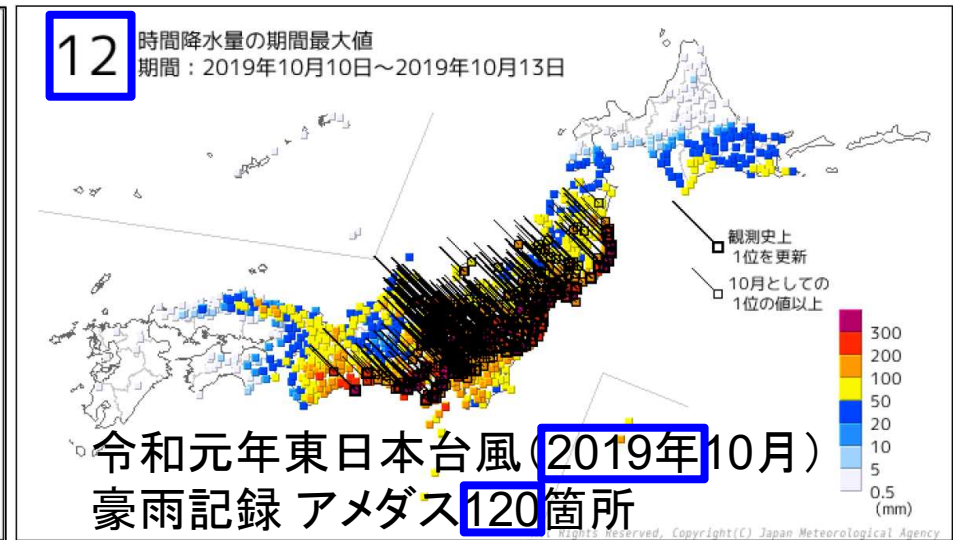 12 時間降水量の期間最大値
期間：2019年10月10日～2019年10月13日
観測史上
1位を更新
10月としての
1位の値以上
300
200
100
50
20
10
5
0.5
(mm)
令和元年東日本台風（2019年10月）
豪雨記録 アメダス120箇所
Rights Reserved, Copyright(C) Japan Meteorological Agency